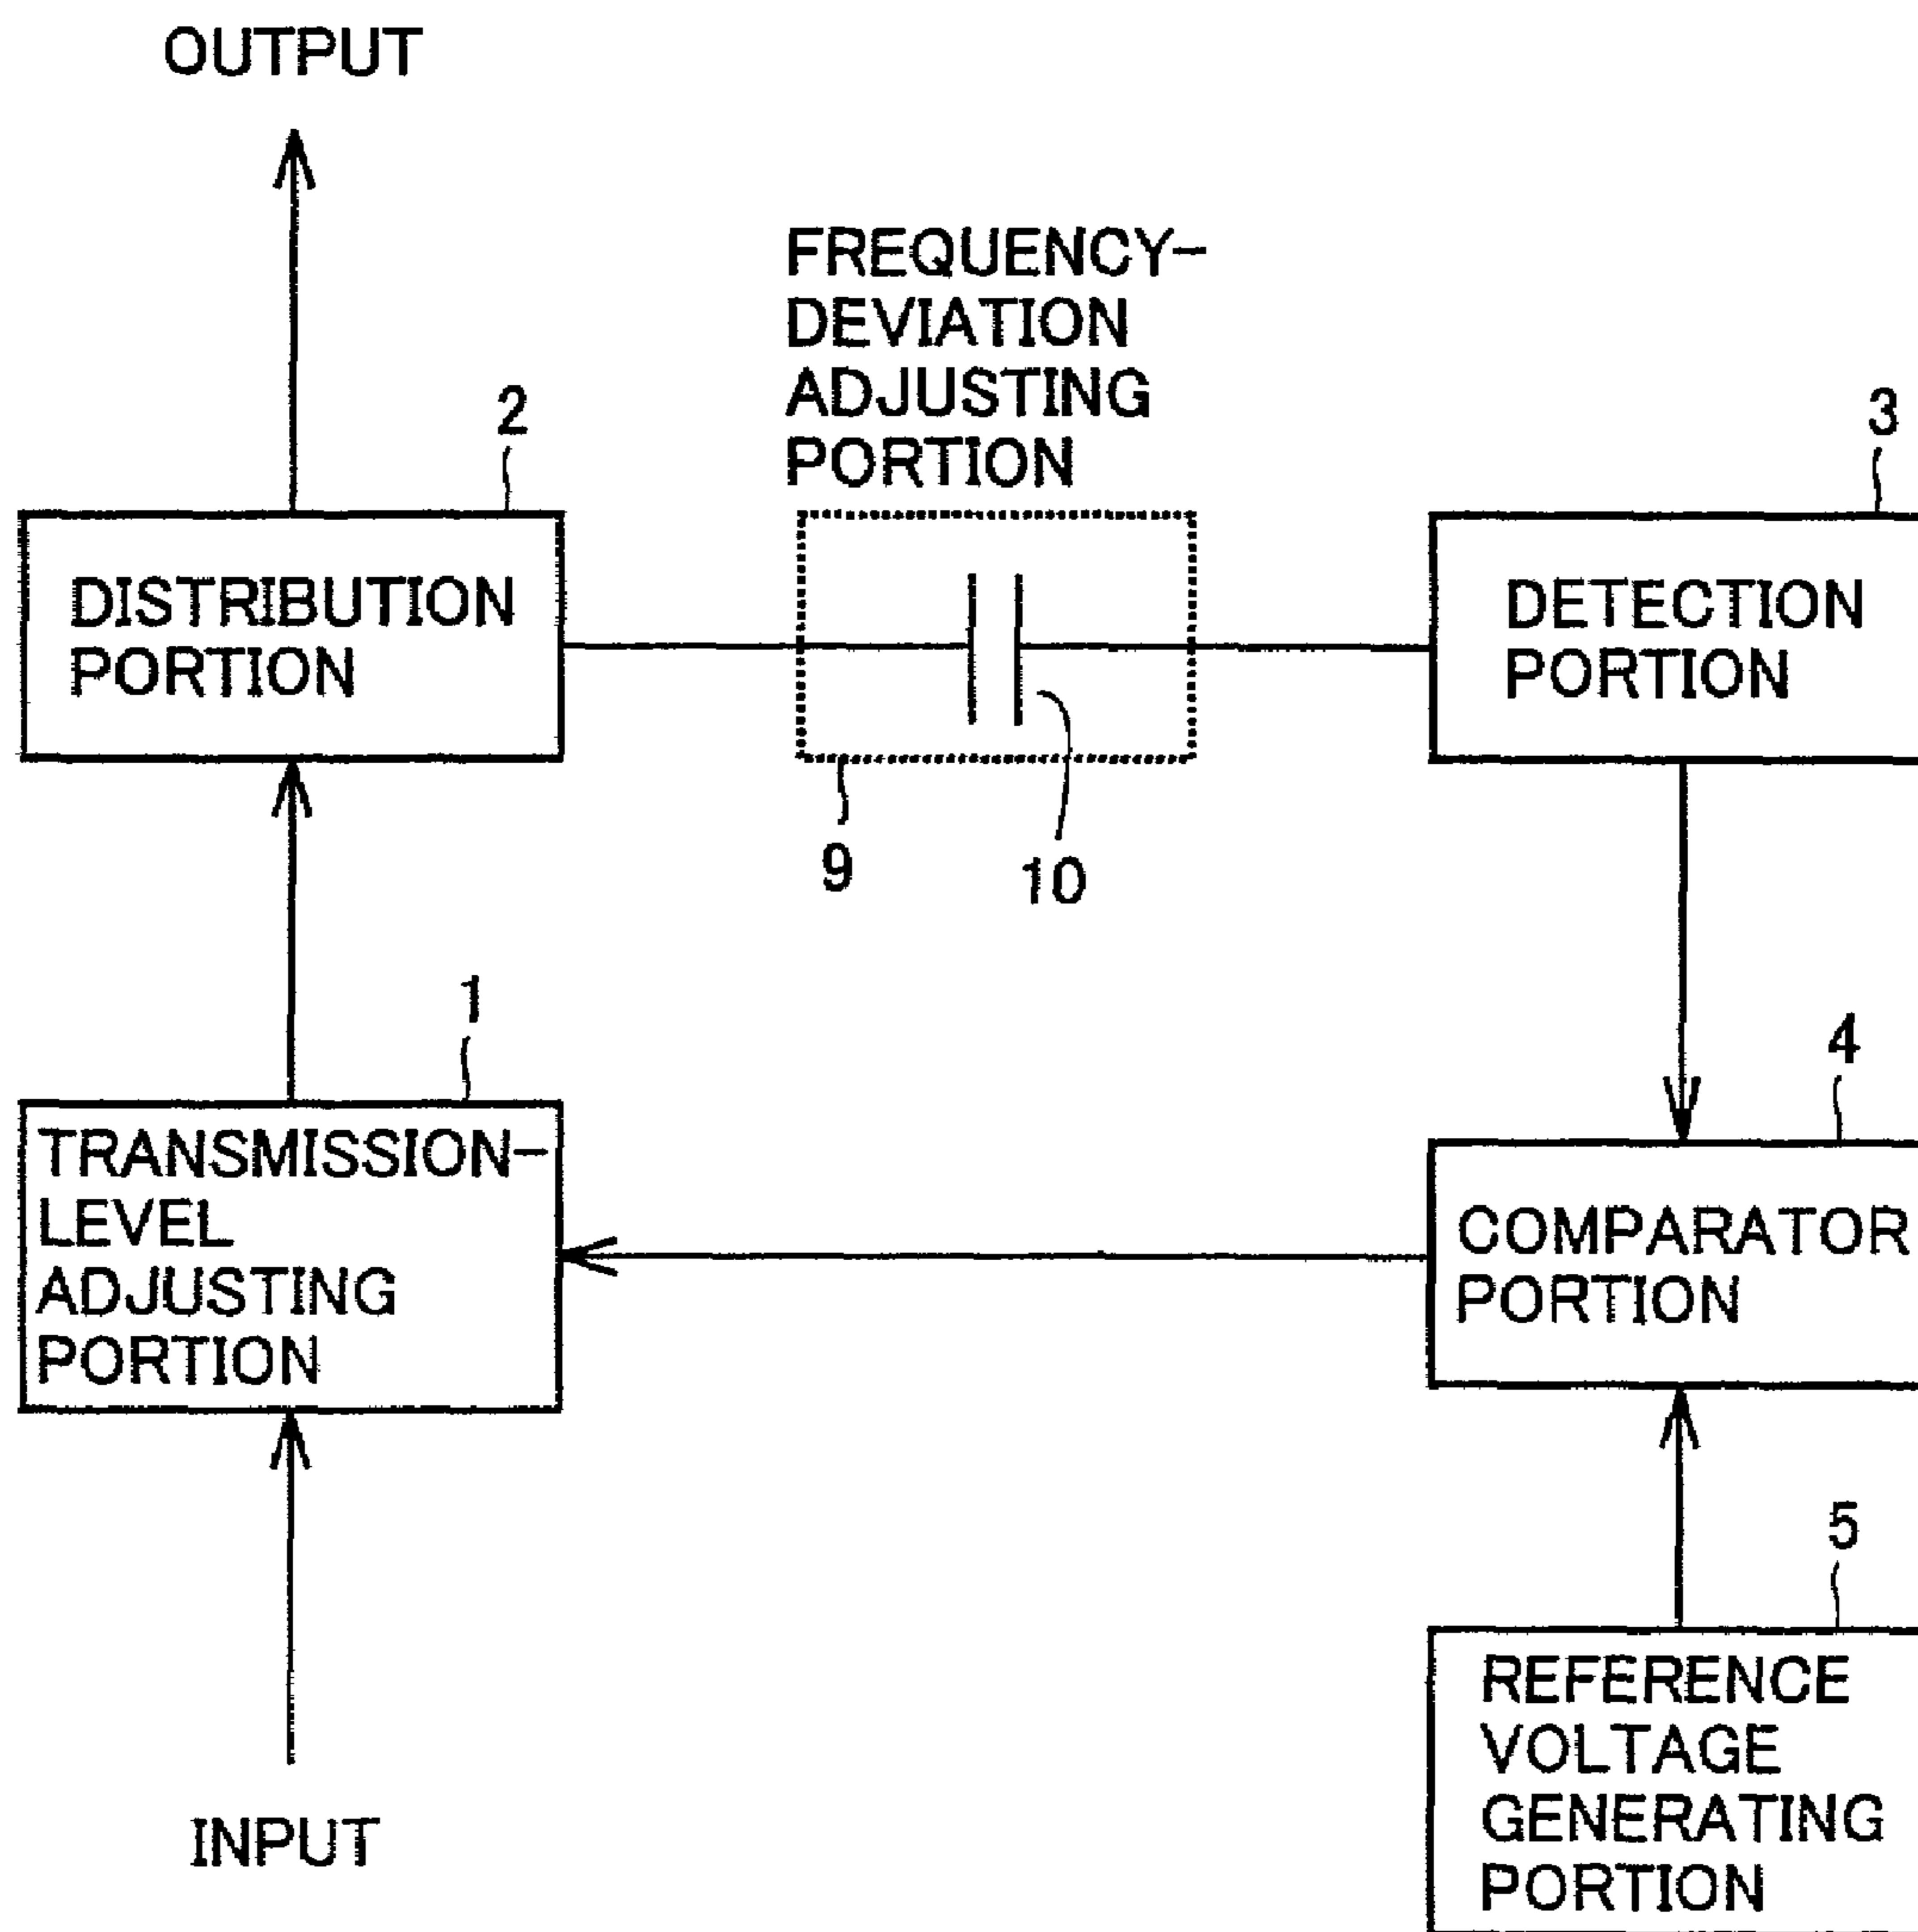 OUTPUT
FREQUENCY-
DEVIATION
ADJUSTING
PORTION
2
3
DISTRIBUTION
PORTION
DETECTION
PORTION
9
10
1
4
TRANSMISSION-
LEVEL
ADJUSTING
PORTION
COMPARATOR
PORTION
5
REFERENCE
VOLTAGE
GENERATING
PORTION
INPUT